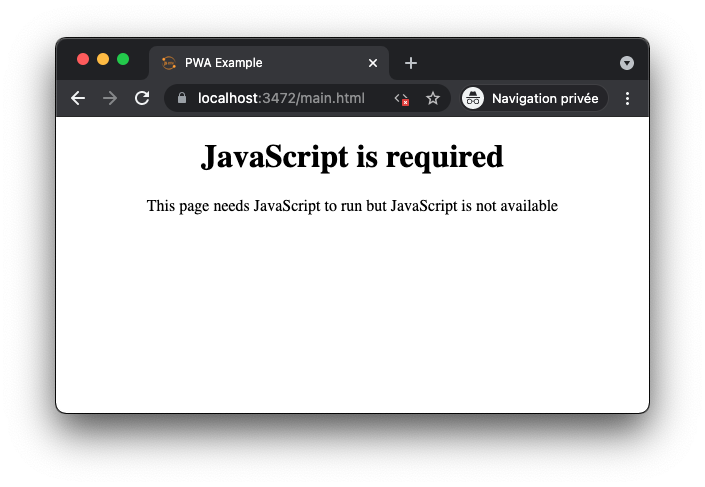 PWA Example
localhost:3472/main.html
Navigation privée
JavaScript is required
This page needs JavaScript to run but JavaScript is not available